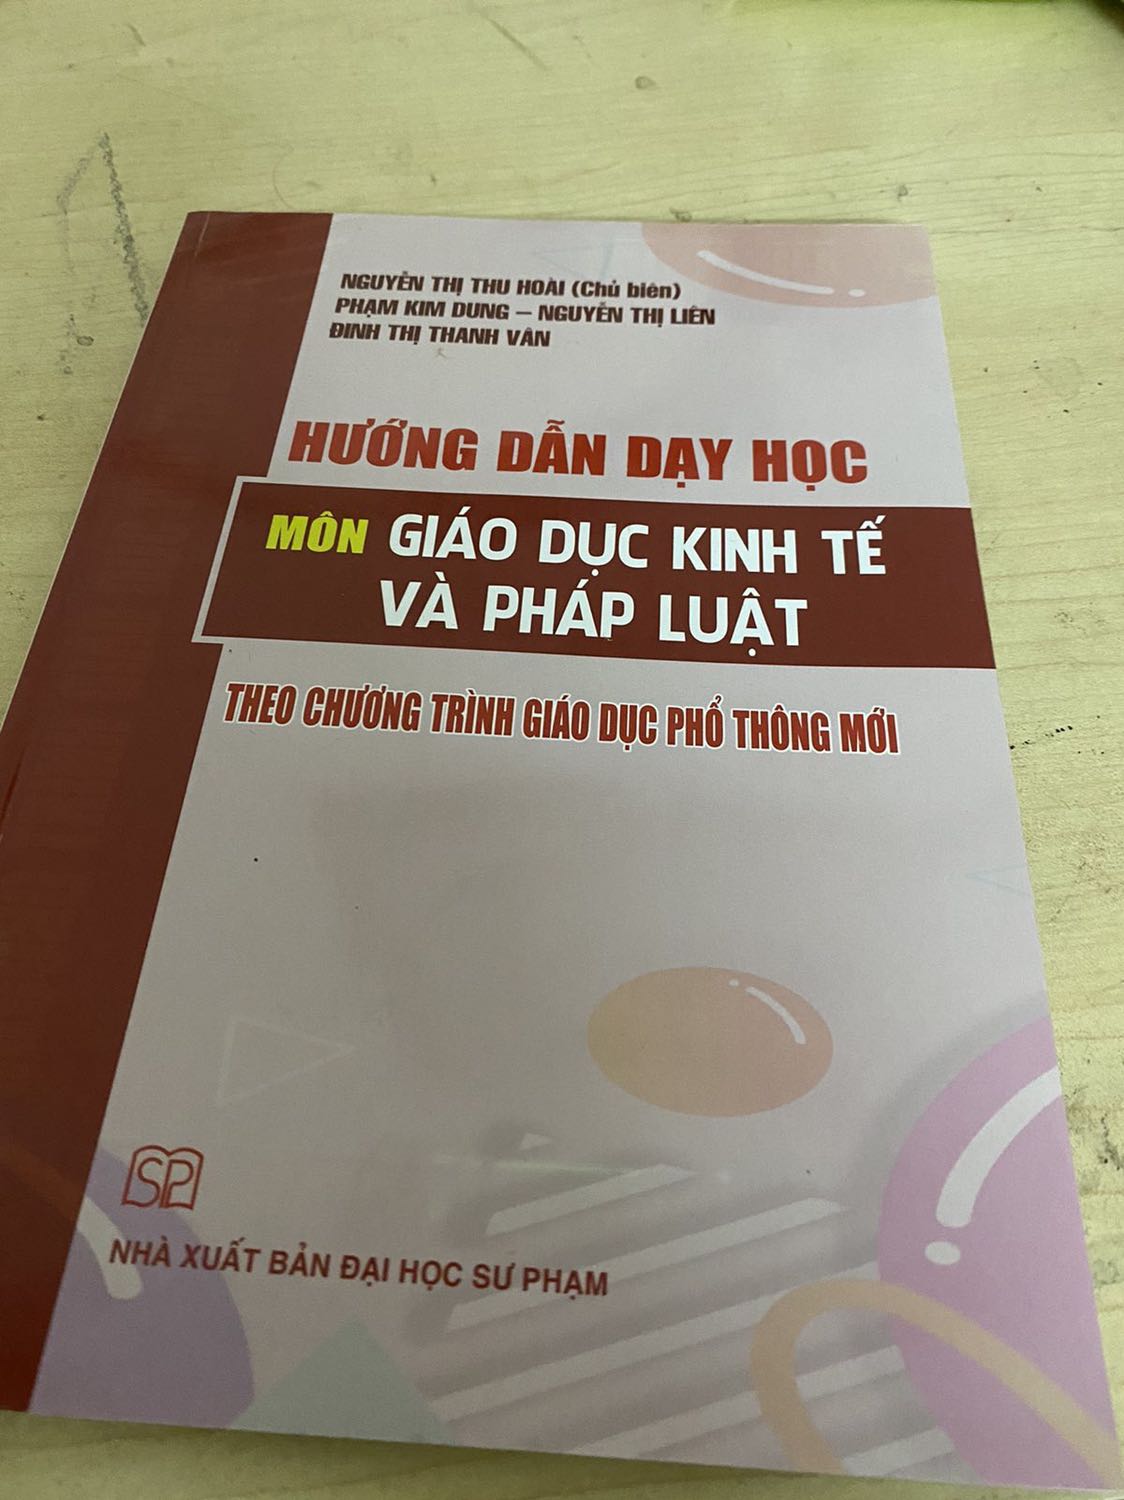 NGUYỄN THỊ THU HOÀI (Chủ biên)
PHẠM KIM DUNG – NGUYỄN THỊ LIÊN
ĐINH THỊ THANH VÂN
HƯỚNG DẪN DẠY HỌC
MÔN GIÁO DỤC KINH TẾ
VÀ PHÁP LUẬT
THEO CHƯƠNG TRÌNH GIÁO DỤC PHỔ THÔNG MỚI
SP
NHÀ XUẤT BẢN ĐẠI HỌC SƯ PHẠM